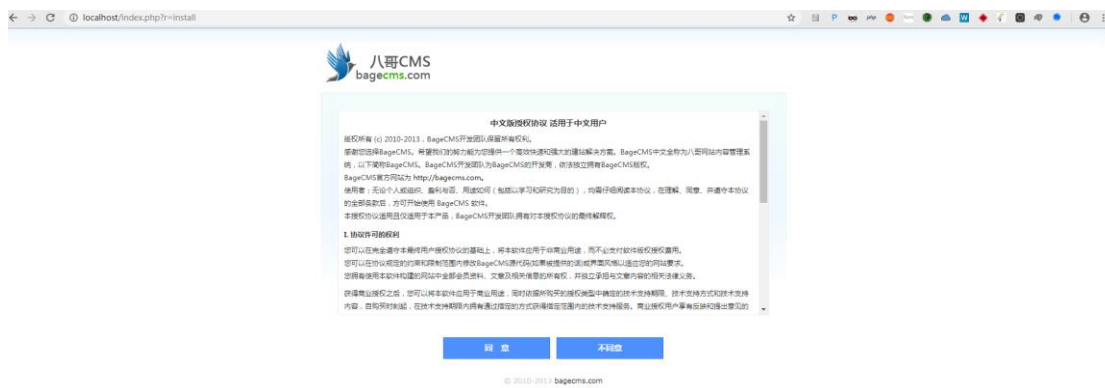 localhost/index.php?r=install
八哥CMS
bagecms.com
中文版授权协议 适用于中文用户
版权所有 (c) 2010-2013，BageCMS开发团队保留所有权利。
感谢您选择BageCMS。希望我们的努力能为您提供一个高效快速和强大的建站解决方案。BageCMS中文全称为八哥网站内容管理系
统，以下简称BageCMS。BageCMS开发团队为BageCMS的开发者，依法独立拥有BageCMS版权。
BageCMS官方网站为 http://bagecms.com。
使用者：无论个人或组织、盈利与否、用途如何（包括以学习和研究为目的），均需仔细阅读本协议，在理解、同意、并遵守本协议
的全部条款后，方可开始使用 BageCMS 软件。
本授权协议适用且仅适用于本产品，BageCMS开发团队拥有对本授权协议的最终解释权。
I. 协议许可的权利
您可以在完全遵守本最终用户授权协议的基础上，将本软件应用于非商业用途，而不必支付软件版权授权费用。
您可以在协议规定的约束和限制范围内修改BageCMS源代码(如果被提供的话)或界面风格以适应您的网站要求。
您拥有使用本软件构建的网站中全部会员资料、文章及相关信息的所有权，并独立承担与文章内容的相关法律义务。
获得商业授权之后，您可以将本软件应用于商业用途，同时依据所购买的授权类型中确定的技术支持期限、技术支持方式和技术支持
内容，自购买时刻起，在技术支持期限内拥有通过指定的方式获得指定范围内的技术支持服务。商业授权用户享有反映和提出意见的
同 意
不同意
© 2010-2013 bagecms.com